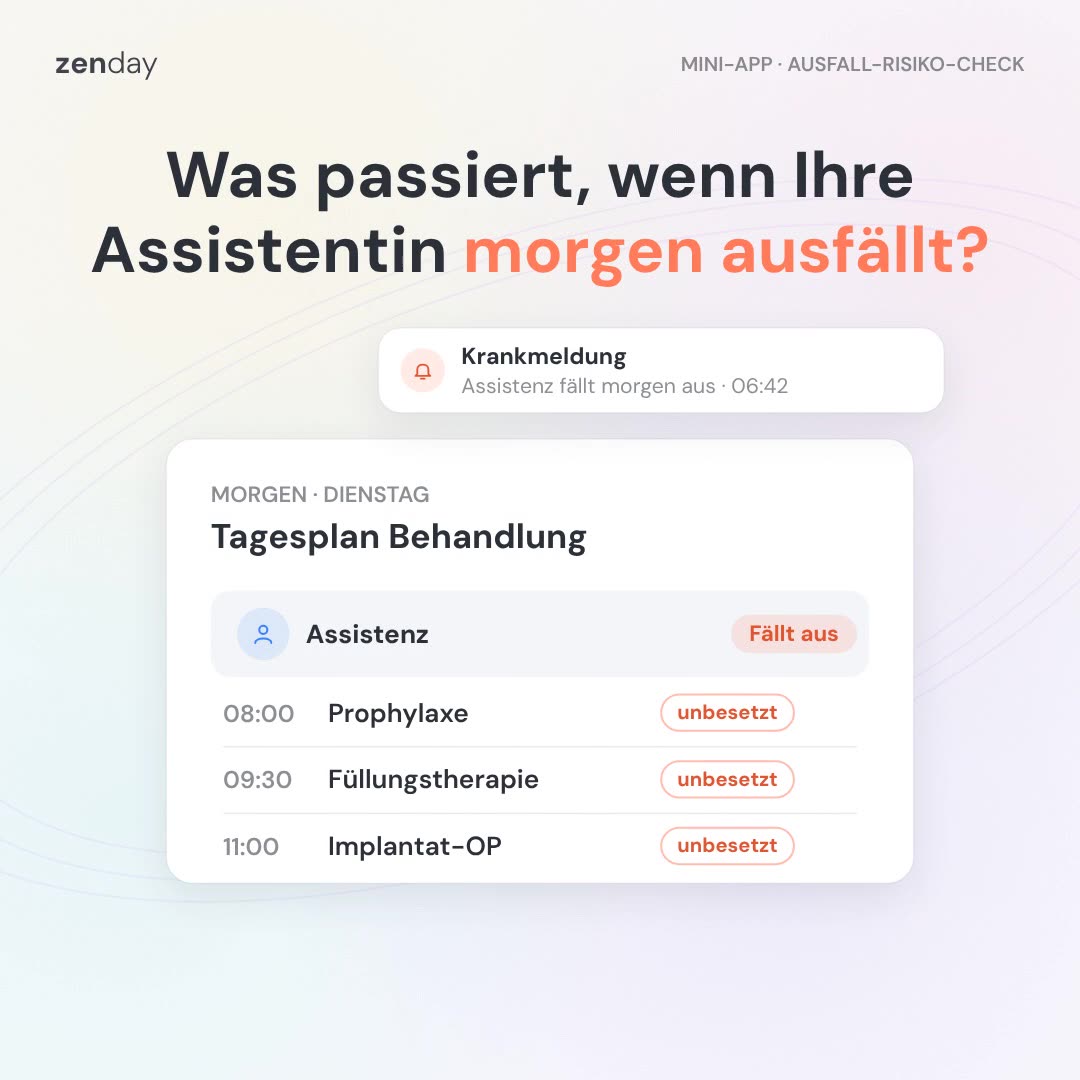 zenday
MINI-APP · AUSFALL-RISIKO-CHECK
Was passiert, wenn Ihre
Assistentin morgen ausfällt?
Krankmeldung
Assistenz fällt morgen aus · 06:42
MORGEN · DIENSTAG
Tagesplan Behandlung
Assistenz Fällt aus
08:00 Prophylaxe unbesetzt
09:30 Füllungstherapie unbesetzt
11:00 Implantat-OP unbesetzt